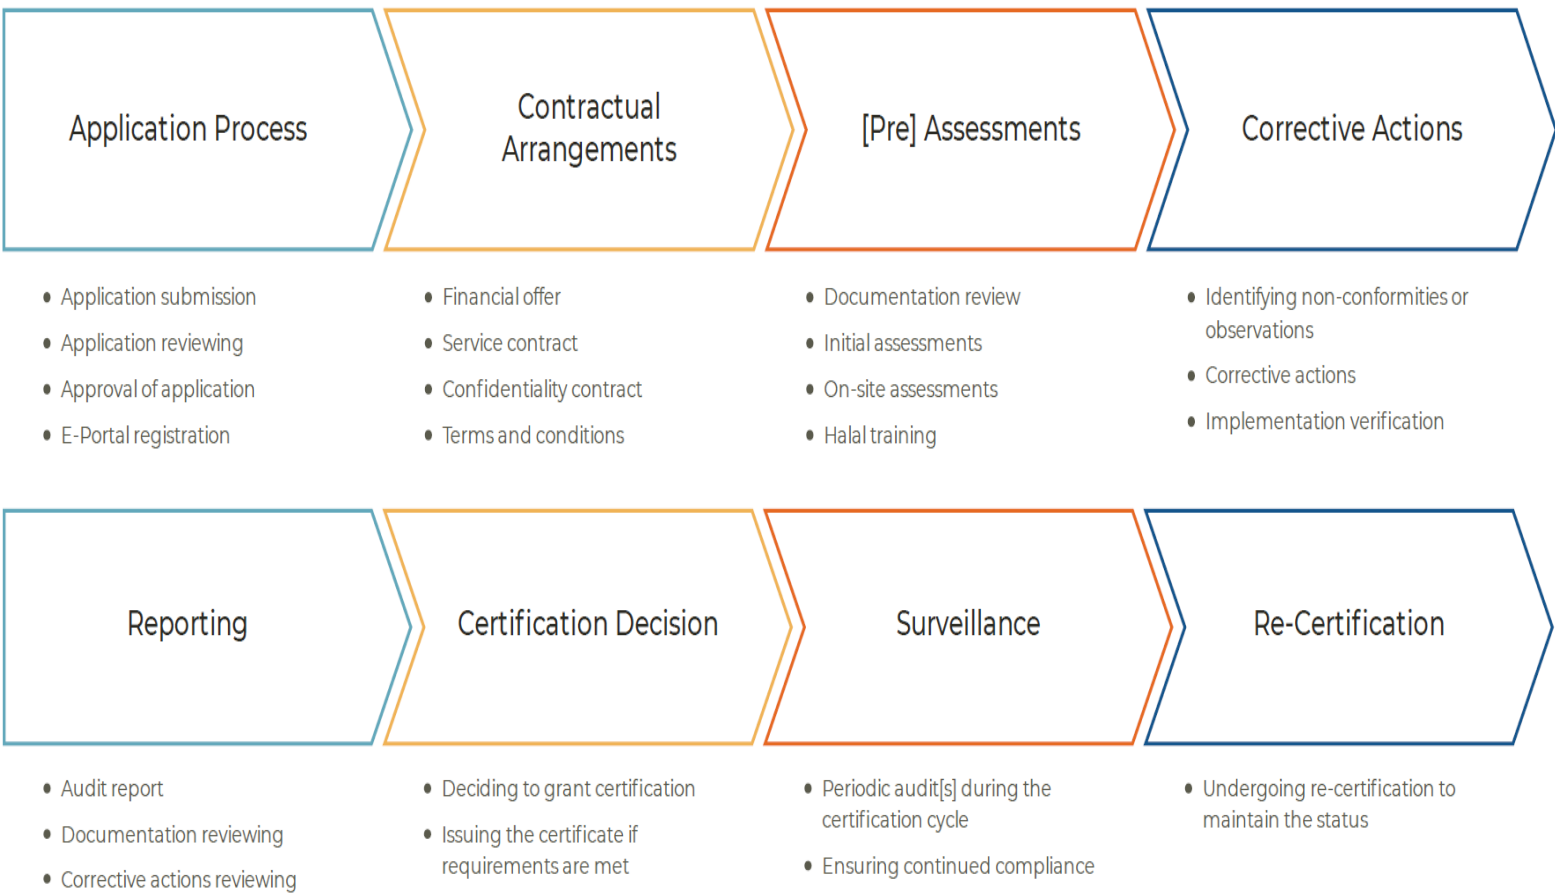 Application Process
Contractual
Arrangements
[Pre] Assessments
Corrective Actions
• Application submission
• Application reviewing
• Approval of application
• E-Portal registration
• Financial offer
• Service contract
• Confidentiality contract
• Terms and conditions
• Documentation review
• Initial assessments
• On-site assessments
• Halal training
• Identifying non-conformities or
observations
• Corrective actions
• Implementation verification
Reporting
Certification Decision
Surveillance
Re-Certification
• Audit report
• Documentation reviewing
• Corrective actions reviewing
• Deciding to grant certification
• Issuing the certificate if
requirements are met
• Periodic audit[s] during the
certification cycle
• Ensuring continued compliance
• Undergoing re-certification to
maintain the status